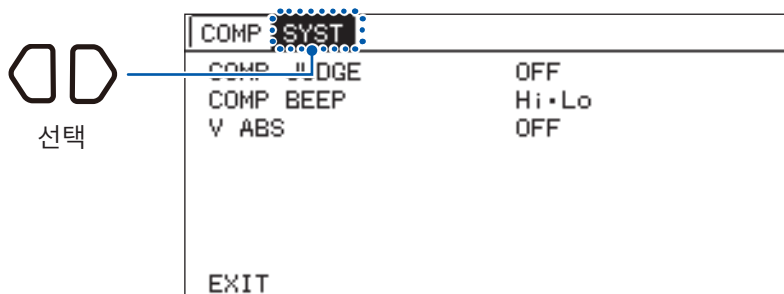 COMP SYST
COMP JUDGE OFF
COMP BEEP Hi・Lo
V ABS OFF
선택
EXIT